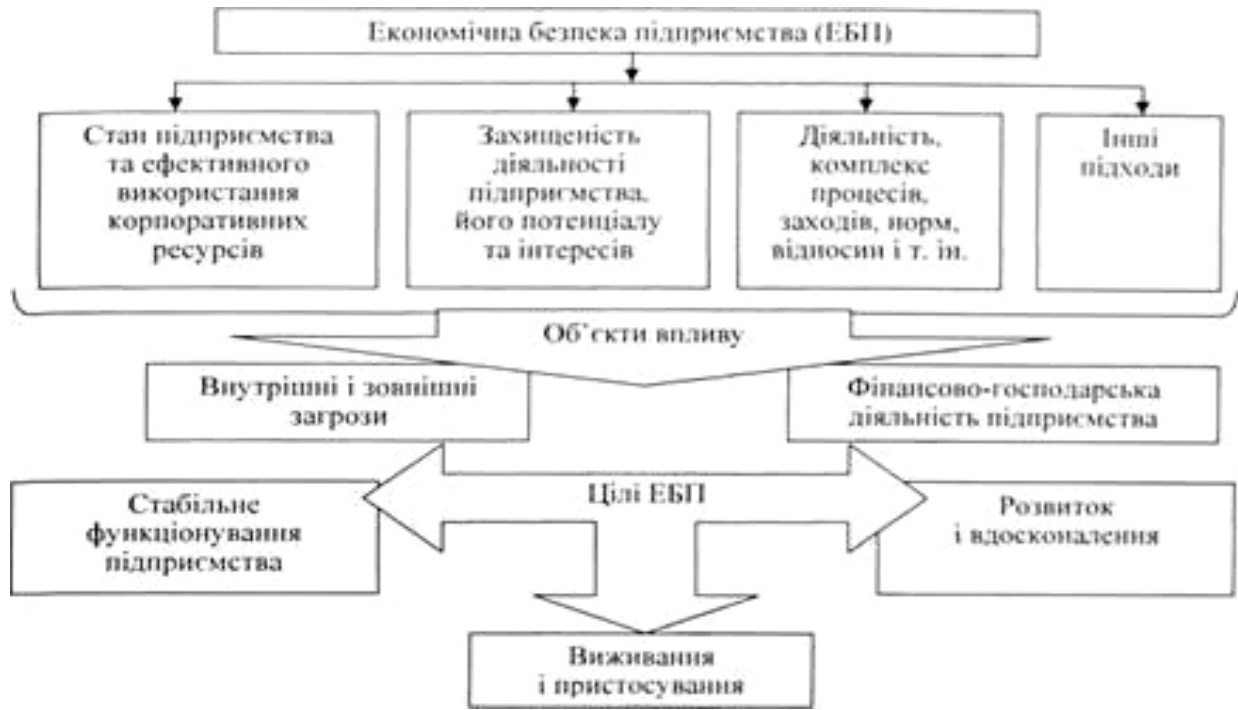 Економічна безпека підприємства (ЕБП)
Стан підприємства
та ефективного
використання
корпоративних
ресурсів
Захищеність
діяльності
підприємства,
його потенціалу
та інтересів
Діяльність,
комплекс
процесів,
заходів, норм,
відносин і т. ін.
Інші
підходи
Об’єкти впливу
Внутрішні і зовнішні
загрози
Фінансово-господарська
діяльність підприємства
Цілі ЕБП
Стабільне
функціонування
підприємства
Розвиток
і вдосконалення
Виживання
і пристосування